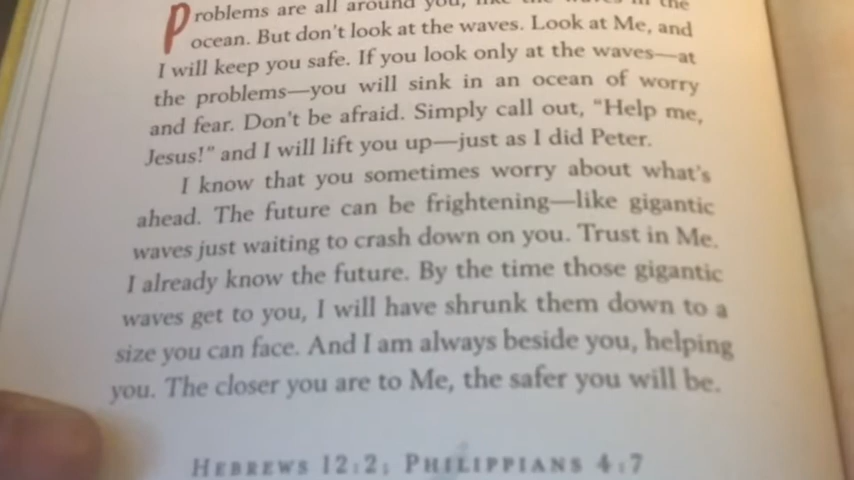 Problems are all around you, like the waves in the
ocean. But don't look at the waves. Look at Me, and
I will keep you safe. If you look only at the waves—at
the problems—you will sink in an ocean of worry
and fear. Don't be afraid. Simply call out, "Help me,
Jesus!" and I will lift you up—just as I did Peter.
I know that you sometimes worry about what's
ahead. The future can be frightening—like gigantic
waves just waiting to crash down on you. Trust in Me.
I already know the future. By the time those gigantic
waves get to you, I will have shrunk them down to a
size you can face. And I am always beside you, helping
you. The closer you are to Me, the safer you will be.
HEBREWS 12:2; PHILIPPIANS 4:7